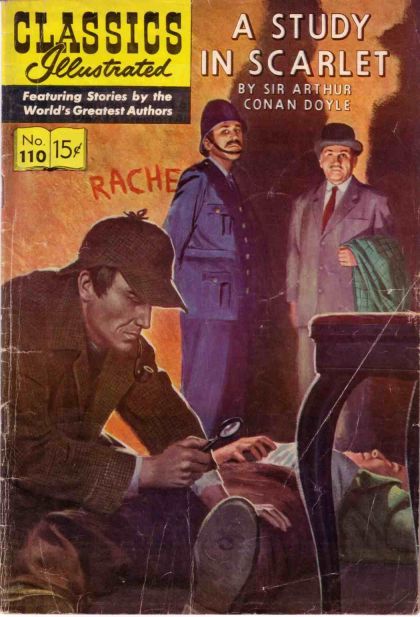 CLASSICS
Illustrated
Featuring Stories by the
World's Greatest Authors
No.
110
15¢
A STUDY
IN SCARLET
BY SIR ARTHUR
CONAN DOYLE
RACHE